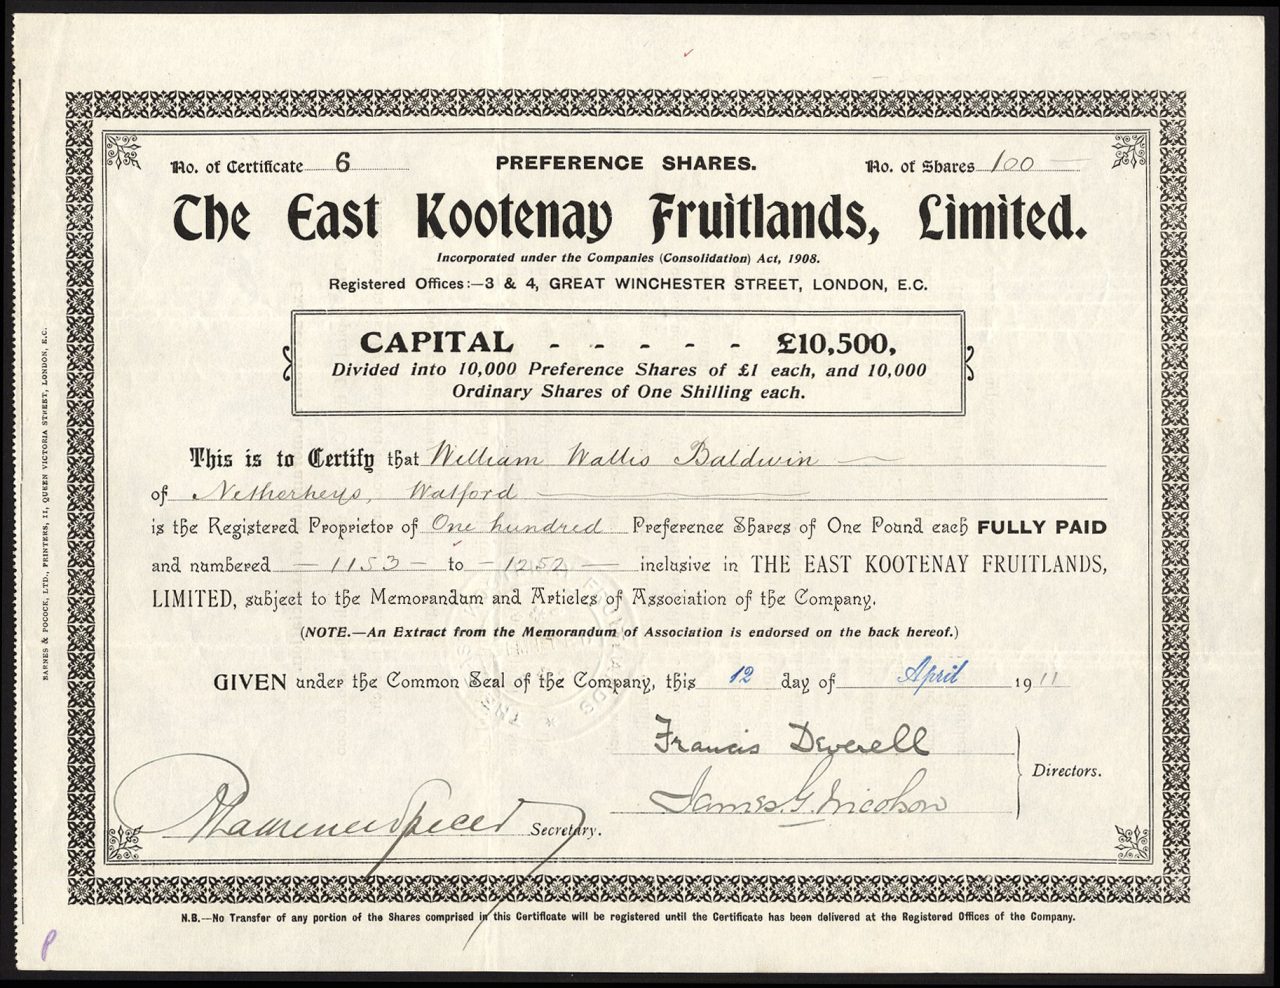 No. of Certificate 6 PREFERENCE SHARES. No. of Shares 100
The East Kootenay Fruitlands, Limited.
Incorporated under the Companies (Consolidation) Act, 1908.
Registered Offices:—3 & 4, GREAT WINCHESTER STREET, LONDON, E.C.
CAPITAL - - - - - £10,500,
Divided into 10,000 Preference Shares of £1 each, and 10,000
Ordinary Shares of One Shilling each.
This is to Certify that William Wallis Baldwin
of Netherheys, Watford
is the Registered Proprietor of One hundred Preference Shares of One Pound each FULLY PAID
and numbered — 1153 — to — 1252 — inclusive in THE EAST KOOTENAY FRUITLANDS,
LIMITED, subject to the Memorandum and Articles of Association of the Company.
(NOTE.—An Extract from the Memorandum of Association is endorsed on the back hereof.)
GIVEN under the Common Seal of the Company, this 12 day of April 1911
Francis Deverell
James G. Nicolson
Directors.
Secretary.
N.B.—No Transfer of any portion of the Shares comprised in this Certificate will be registered until the Certificate has been delivered at the Registered Offices of the Company.
BARNES & POCOCK, LTD., PRINTERS, 11, QUEEN VICTORIA STREET, LONDON, E.C.